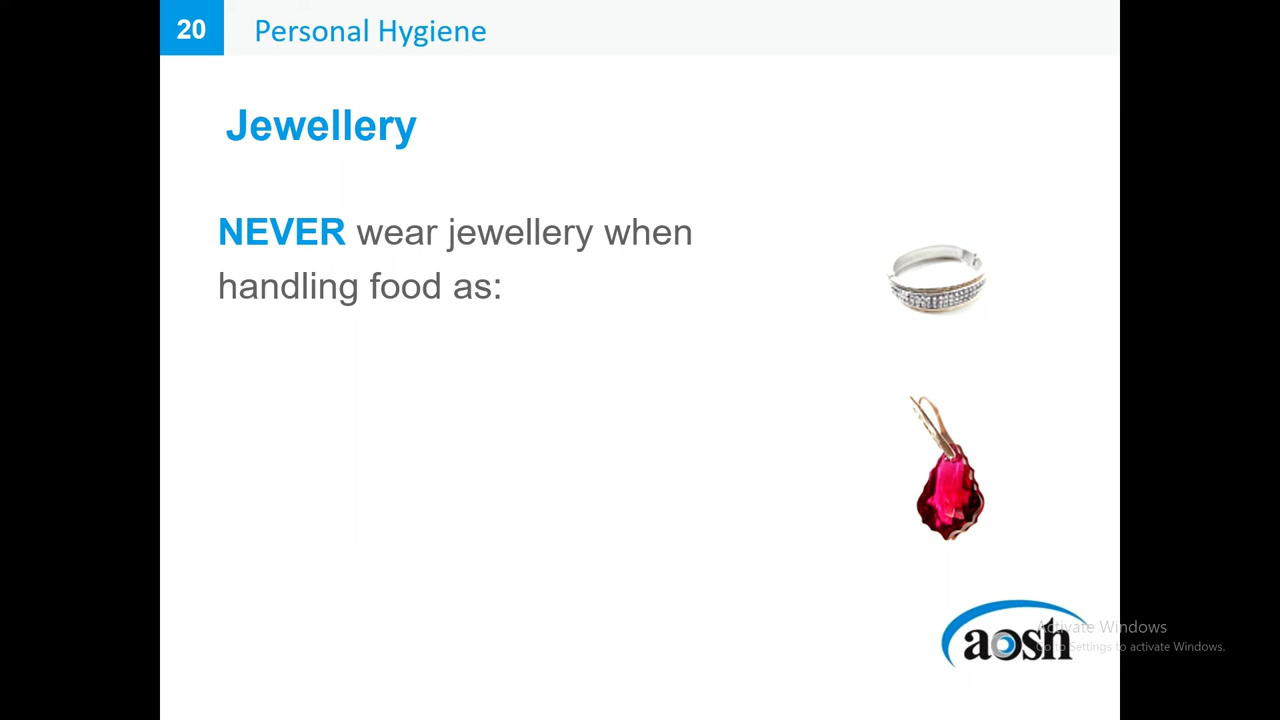 20
Personal Hygiene
Jewellery
NEVER wear jewellery when
handling food as:
aosh
Activate Windows
Go to Settings to activate Windows.